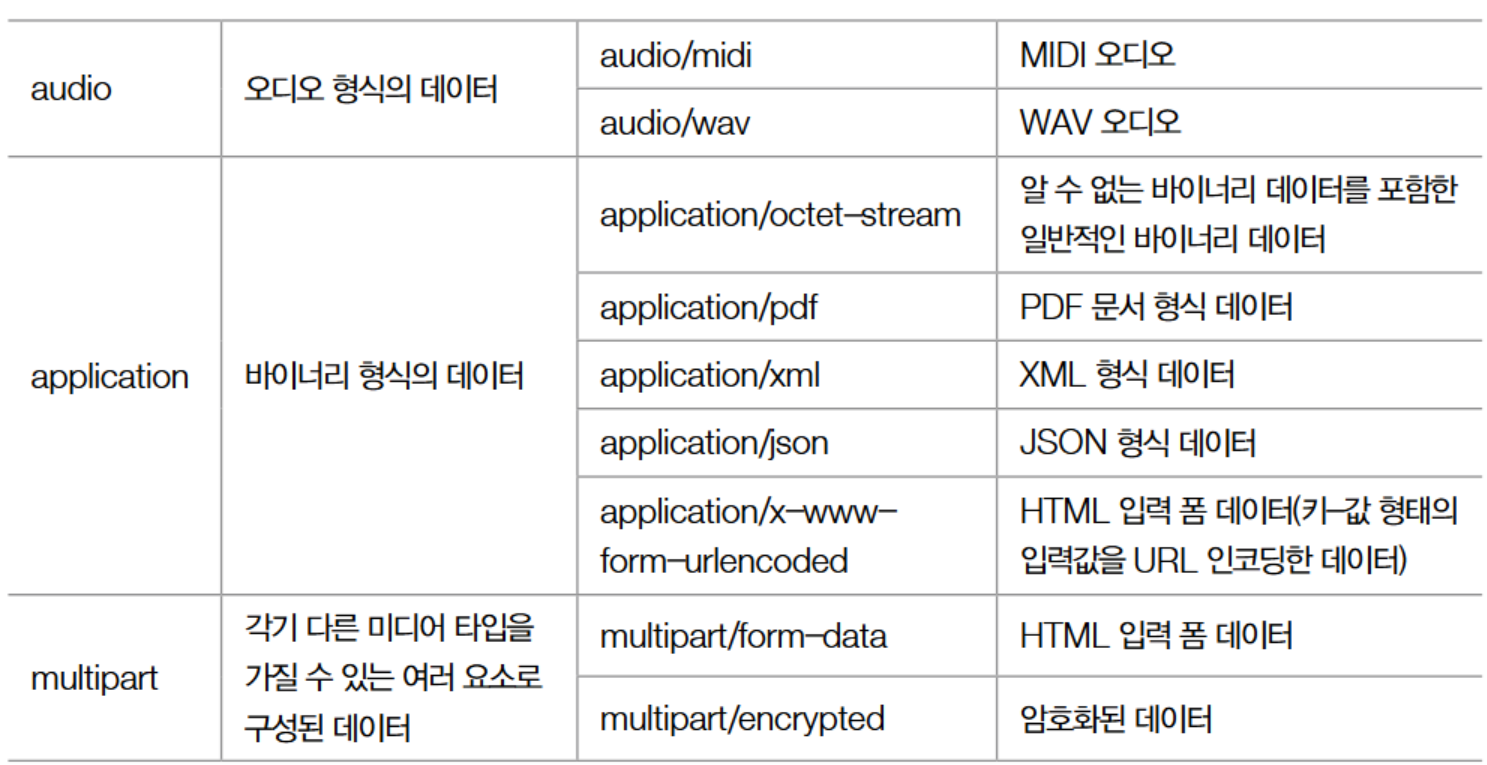 audio
오디오 형식의 데이터
audio/midi
MIDI 오디오
audio/wav
WAV 오디오
application
바이너리 형식의 데이터
application/octet–stream
알 수 없는 바이너리 데이터를 포함한
일반적인 바이너리 데이터
application/pdf
PDF 문서 형식 데이터
application/xml
XML 형식 데이터
application/json
JSON 형식 데이터
application/x–www–
form–urlencoded
HTML 입력 폼 데이터(키–값 형태의
입력값을 URL 인코딩한 데이터)
multipart
각기 다른 미디어 타입을
가질 수 있는 여러 요소로
구성된 데이터
multipart/form–data
HTML 입력 폼 데이터
multipart/encrypted
암호화된 데이터